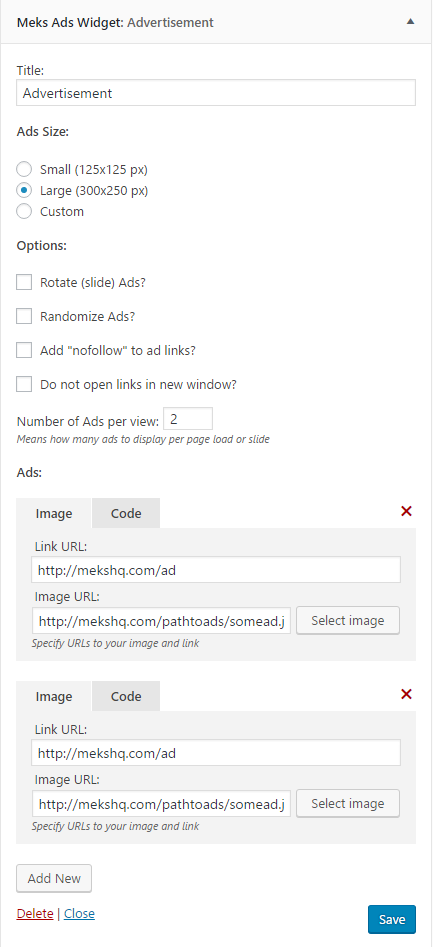 Meks Ads Widget: Advertisement
Title:
Advertisement
Ads Size:
Small (125x125 px)
Large (300x250 px)
Custom
Options:
Rotate (slide) Ads?
Randomize Ads?
Add "nofollow" to ad links?
Do not open links in new window?
Number of Ads per view: 2
Means how many ads to display per page load or slide
Ads:
Image Code
Link URL:
http://mekshq.com/ad
Image URL:
http://mekshq.com/pathtoads/somead.j Select image
Specify URLs to your image and link
Image Code
Link URL:
http://mekshq.com/ad
Image URL:
http://mekshq.com/pathtoads/somead.j Select image
Specify URLs to your image and link
Add New
Delete | Close Save